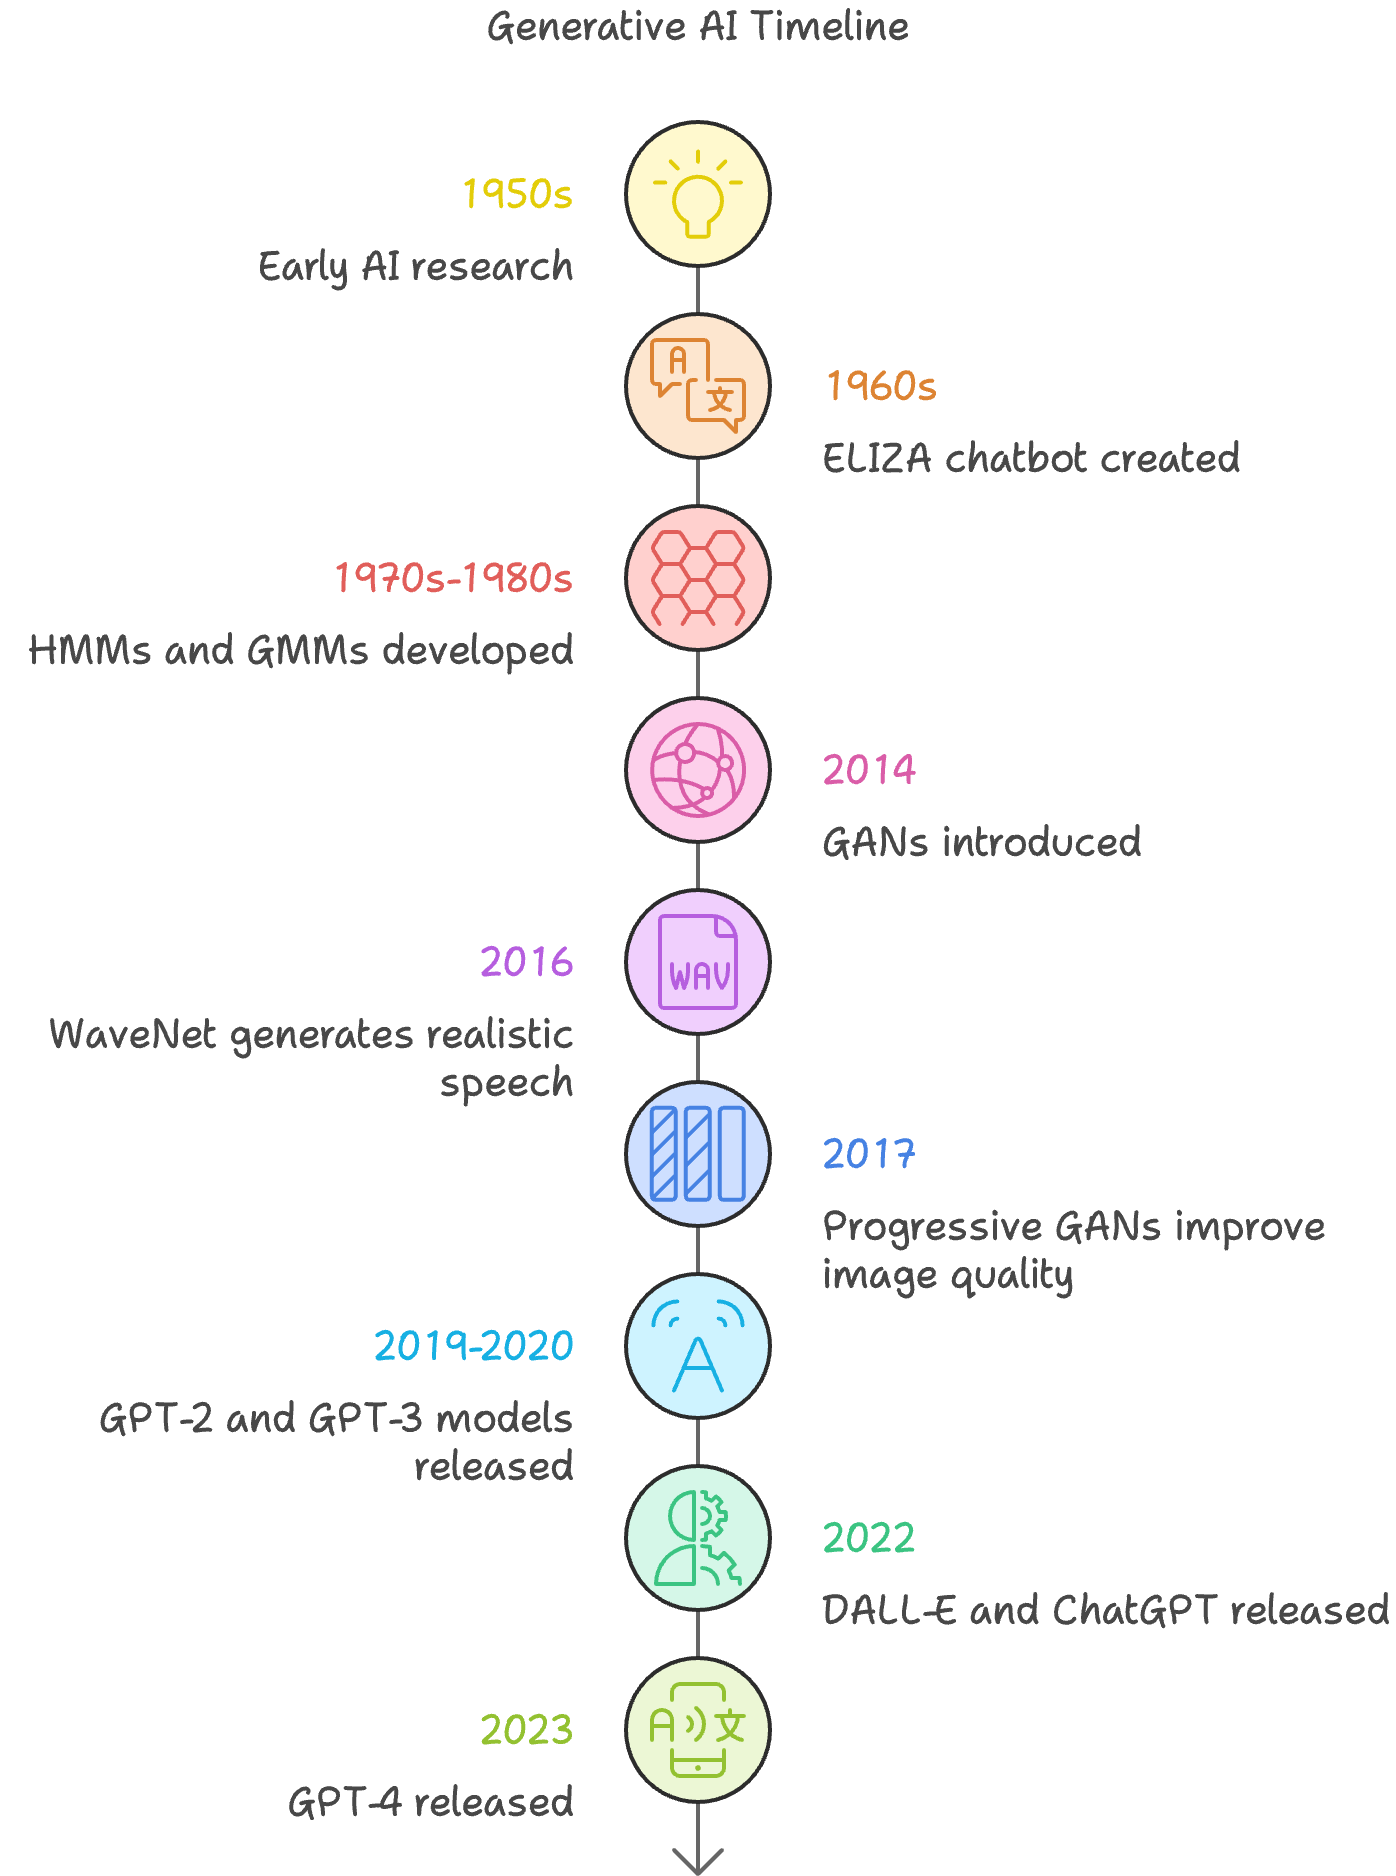 Generative AI Timeline
1950s
Early AI research
A
文
1960s
ELIZA chatbot created
1970s-1980s
HMMs and GMMs developed
2014
GANs introduced
WAV
2016
WaveNet generates realistic
speech
2017
Progressive GANs improve
image quality
2019-2020
GPT-2 and GPT-3 models
released
2022
DALL-E and ChatGPT released
A 文
2023
GPT-4 released